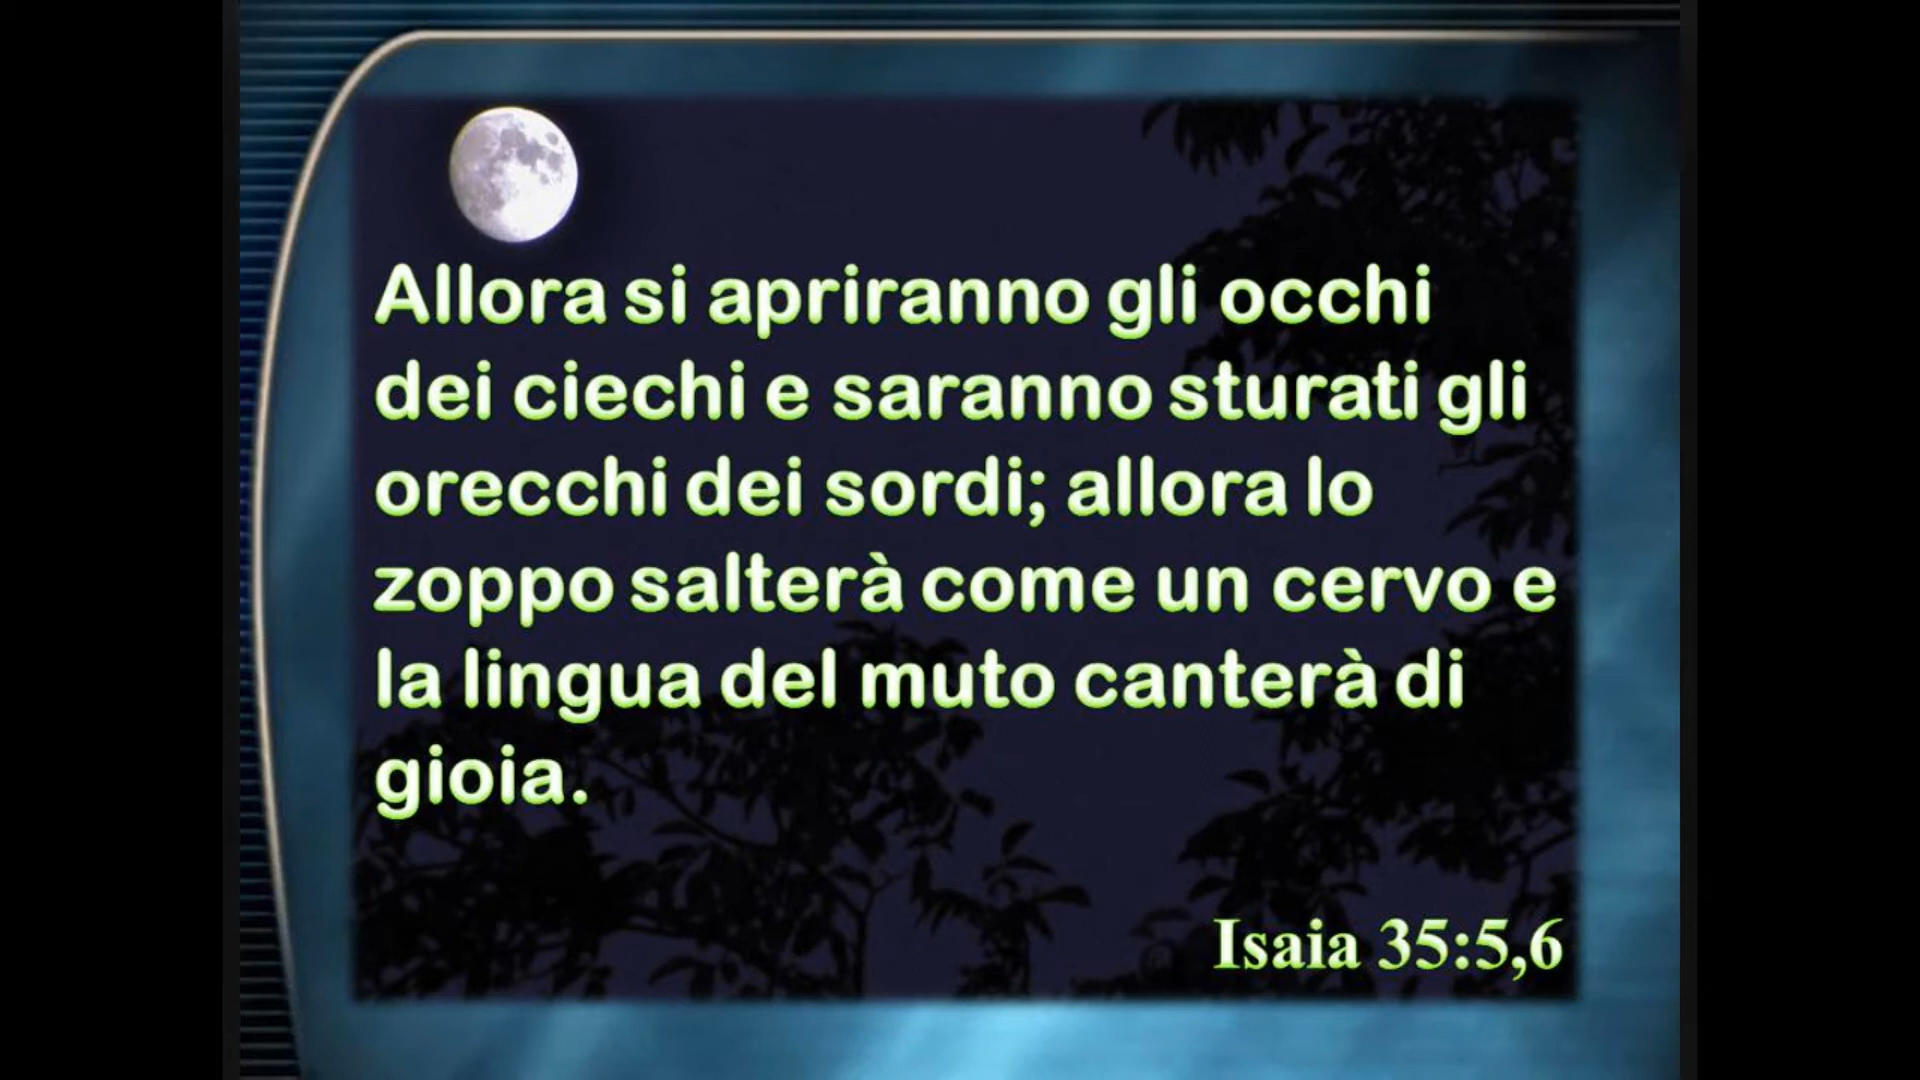 Allora si apriranno gli occhi
dei ciechi e saranno sturati gli
orecchi dei sordi; allora lo
zoppo salterà come un cervo e
la lingua del muto canterà di
gioia.
Isaia 35:5,6